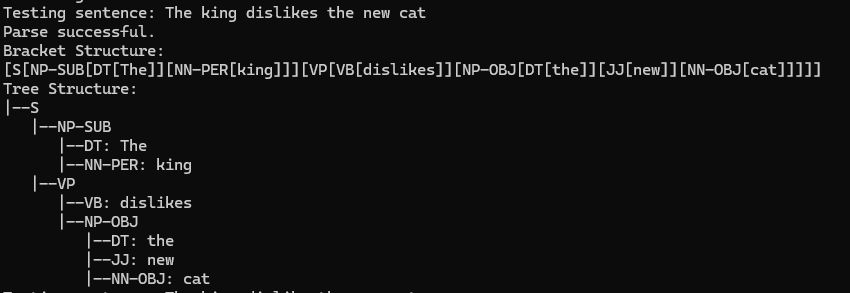 Testing sentence: The king dislikes the new cat
Parse successful.
Bracket Structure:
[S[NP-SUB[DT[The]][NN-PER[king]]][VP[VB[dislikes]][NP-OBJ[DT[the]][JJ[new]][NN-OBJ[cat]]]]]
Tree Structure:
|--S
   |--NP-SUB
      |--DT: The
      |--NN-PER: king
   |--VP
      |--VB: dislikes
      |--NP-OBJ
         |--DT: the
         |--JJ: new
         |--NN-OBJ: cat